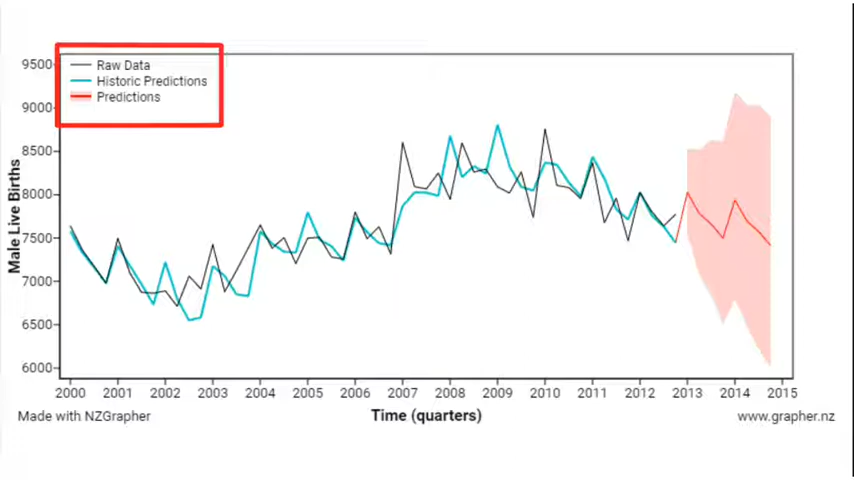 Raw Data
Historic Predictions
Predictions
9500
9000
8500
8000
7500
7000
6500
6000
Male Live Births
2000 2001 2002 2003 2004 2005 2006 2007 2008 2009 2010 2011 2012 2013 2014 2015
Made with NZGrapher
Time (quarters)
www.grapher.nz